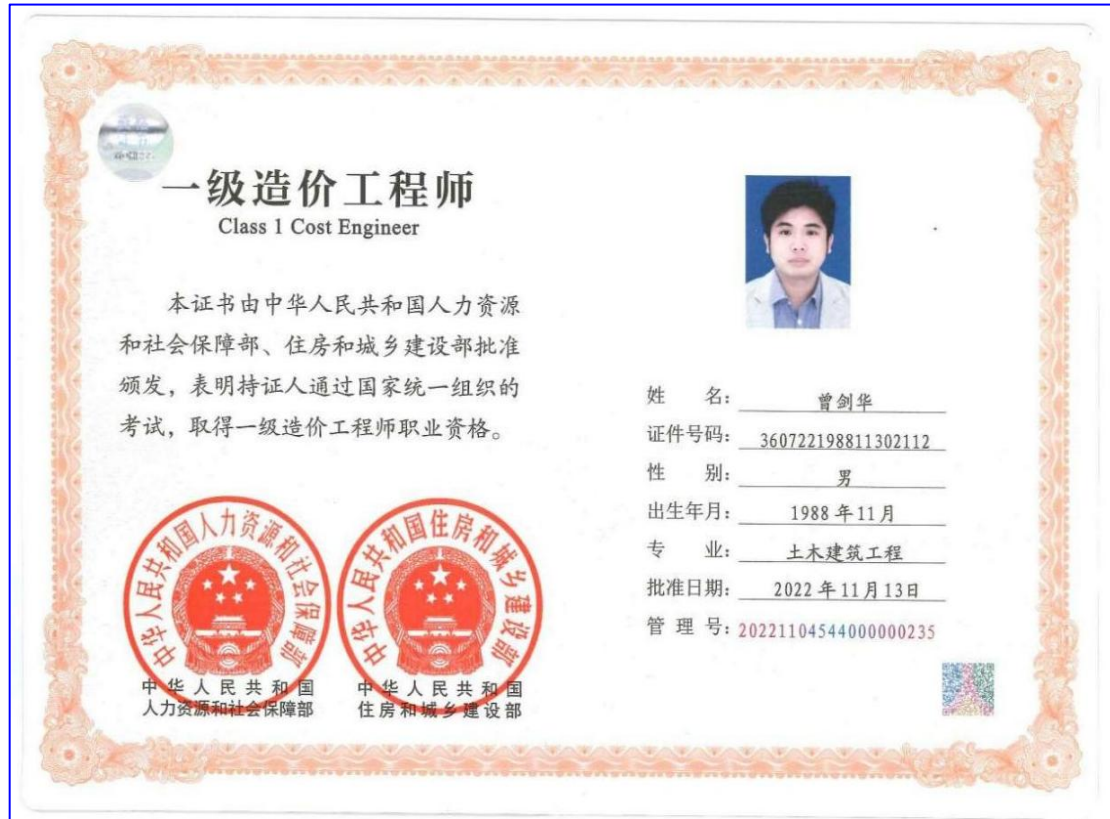 一级造价工程师
Class 1 Cost Engineer
本证书由中华人民共和国人力资源
和社会保障部、住房和城乡建设部批准
颁发，表明持证人通过国家统一组织的
考试，取得一级造价工程师职业资格。
中华人民共和国人力资源和社会保障部
中华人民共和国住房和城乡建设部
中华人民共和国
人力资源和社会保障部
中华人民共和国
住房和城乡建设部
姓 名： 曾剑华
证件号码： 360722198811302112
性 别： 男
出生年月： 1988年11月
专 业： 土木建筑工程
批准日期： 2022年11月13日
管 理 号： 20221104544000000235